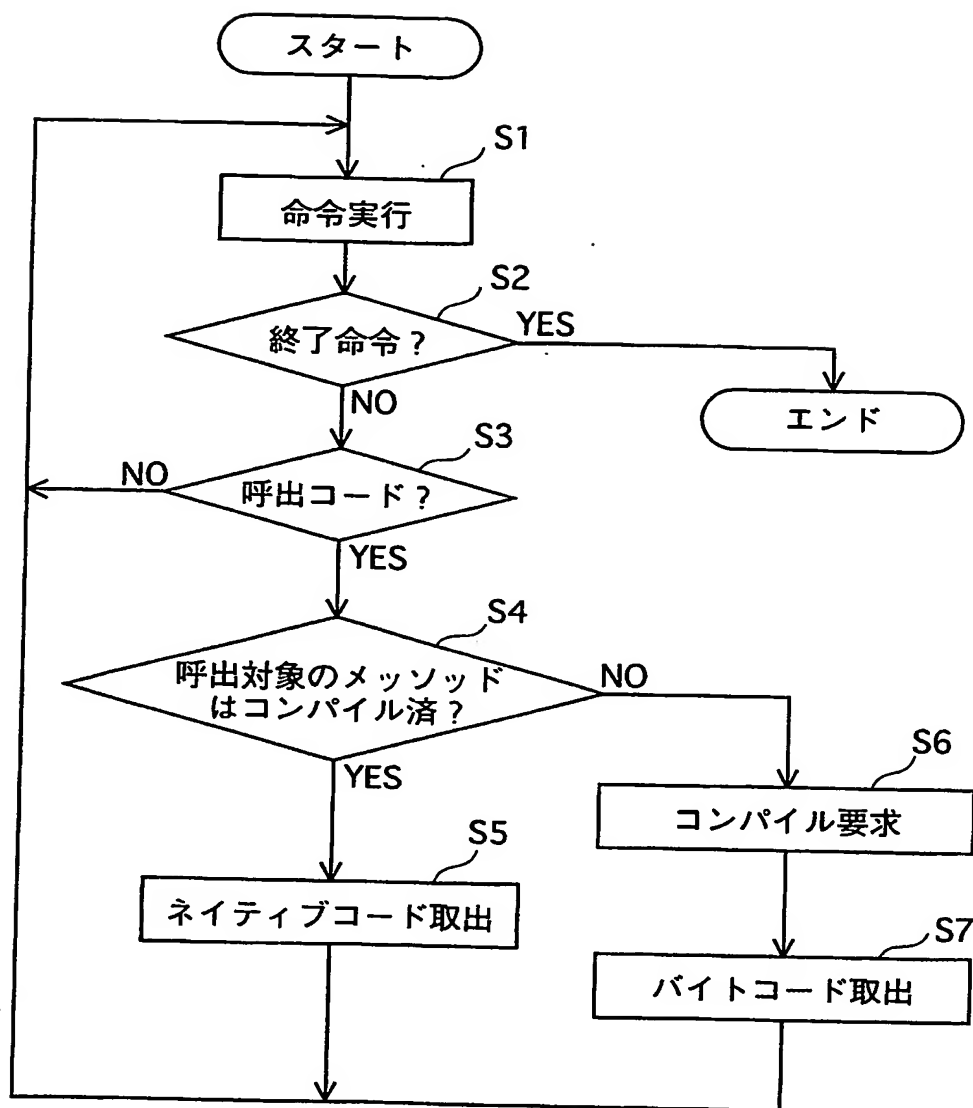 スタート
S1
命令実行
S2
終了命令？
YES
NO
エンド
S3
呼出コード？
NO
YES
S4
呼出対象のメッソッド
はコンパイル済？
NO
YES
S6
コンパイル要求
S5
ネイティブコード取出
S7
バイトコード取出